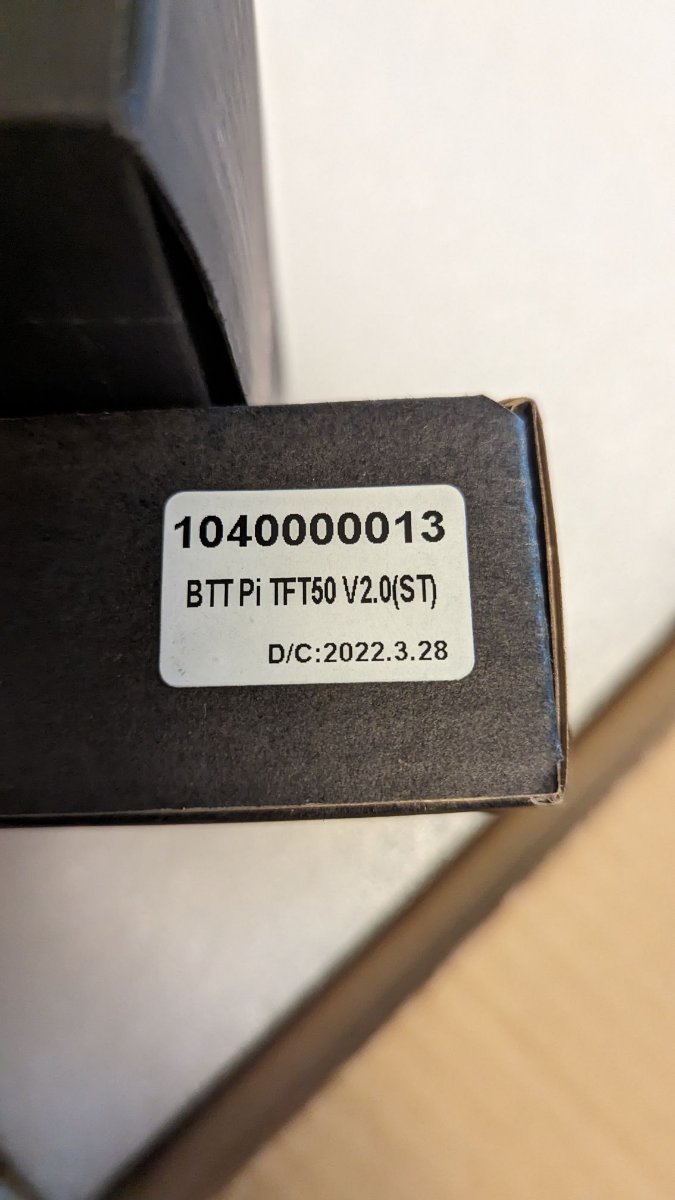 1040000013
BTT Pi TFT50 V2.0(ST)
D/C:2022.3.28